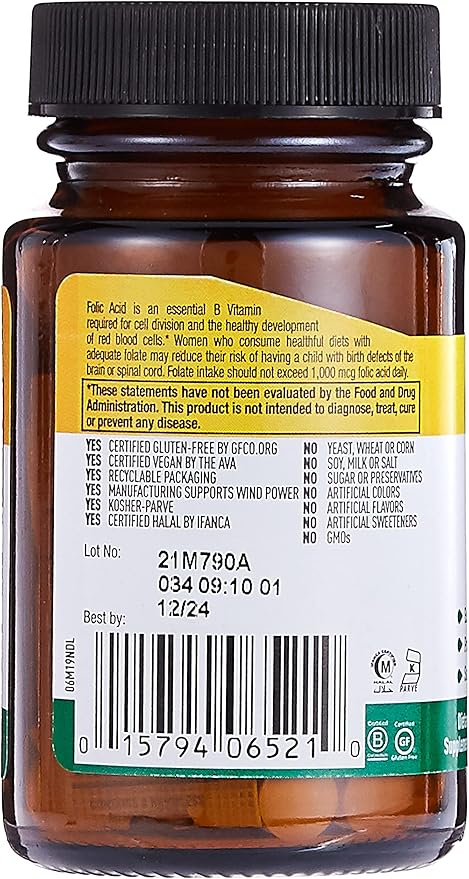 Folic Acid is an essential B Vitamin
required for cell division and the healthy development
of red blood cells.* Women who consume healthful diets with
adequate folate may reduce their risk of having a child with birth defects of the
brain or spinal cord. Folate intake should not exceed 1,000 mcg folic acid daily.
*These statements have not been evaluated by the Food and Drug
Administration. This product is not intended to diagnose, treat, cure
or prevent any disease.
YES CERTIFIED GLUTEN-FREE BY GFCO.ORG
YES CERTIFIED VEGAN BY THE AVA
YES RECYCLABLE PACKAGING
YES MANUFACTURING SUPPORTS WIND POWER
YES KOSHER-PARVE
YES CERTIFIED HALAL BY IFANCA
NO YEAST, WHEAT OR CORN
NO SOY, MILK OR SALT
NO SUGAR OR PRESERVATIVES
NO ARTIFICIAL COLORS
NO ARTIFICIAL FLAVORS
NO ARTIFICIAL SWEETENERS
NO GMOs
Lot No: 21M790A
034 09:10 01
Best by: 12/24
06M19NDL
0 15794 06521 0
M
HALAL
حلال
K
PARVE
Certified
B
Corporation
Certified
GF
Gluten Free